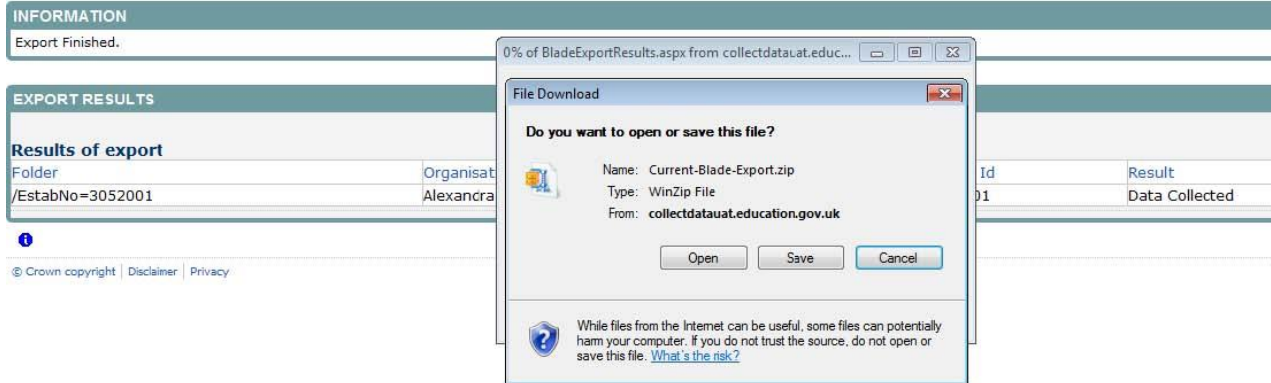 INFORMATION
Export Finished.
EXPORT RESULTS
Results of export
Folder Organisat Id Result
/EstabNo=3052001 Alexandra 01 Data Collected
© Crown copyright | Disclaimer | Privacy
0% of BladeExportResults.aspx from collectdatauat.educ...
File Download
Do you want to open or save this file?
Name: Current-Blade-Export.zip
Type: WinZip File
From: collectdatauat.education.gov.uk
Open Save Cancel
While files from the Internet can be useful, some files can potentially
harm your computer. If you do not trust the source, do not open or
save this file. What's the risk?